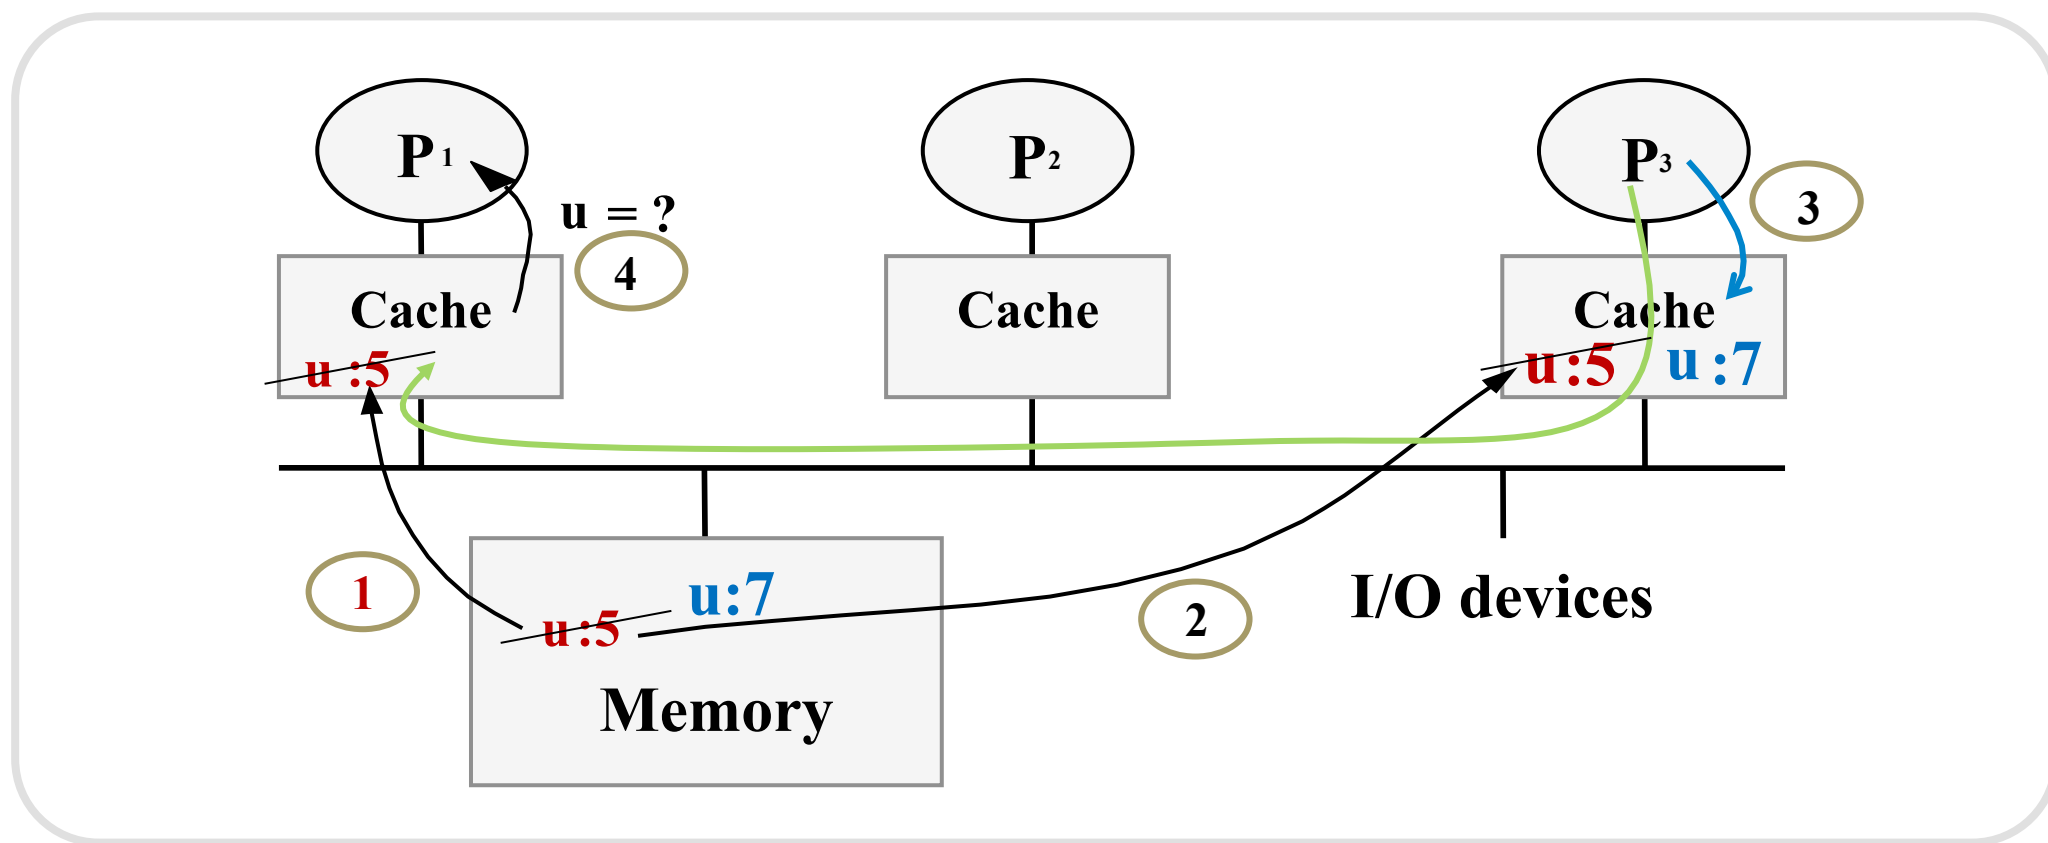 P1
P2
P3
3
u = ?
4
Cache
Cache
Cache
u:5
u:5
u:7
1
u:7
u:5
2
I/O devices
Memory